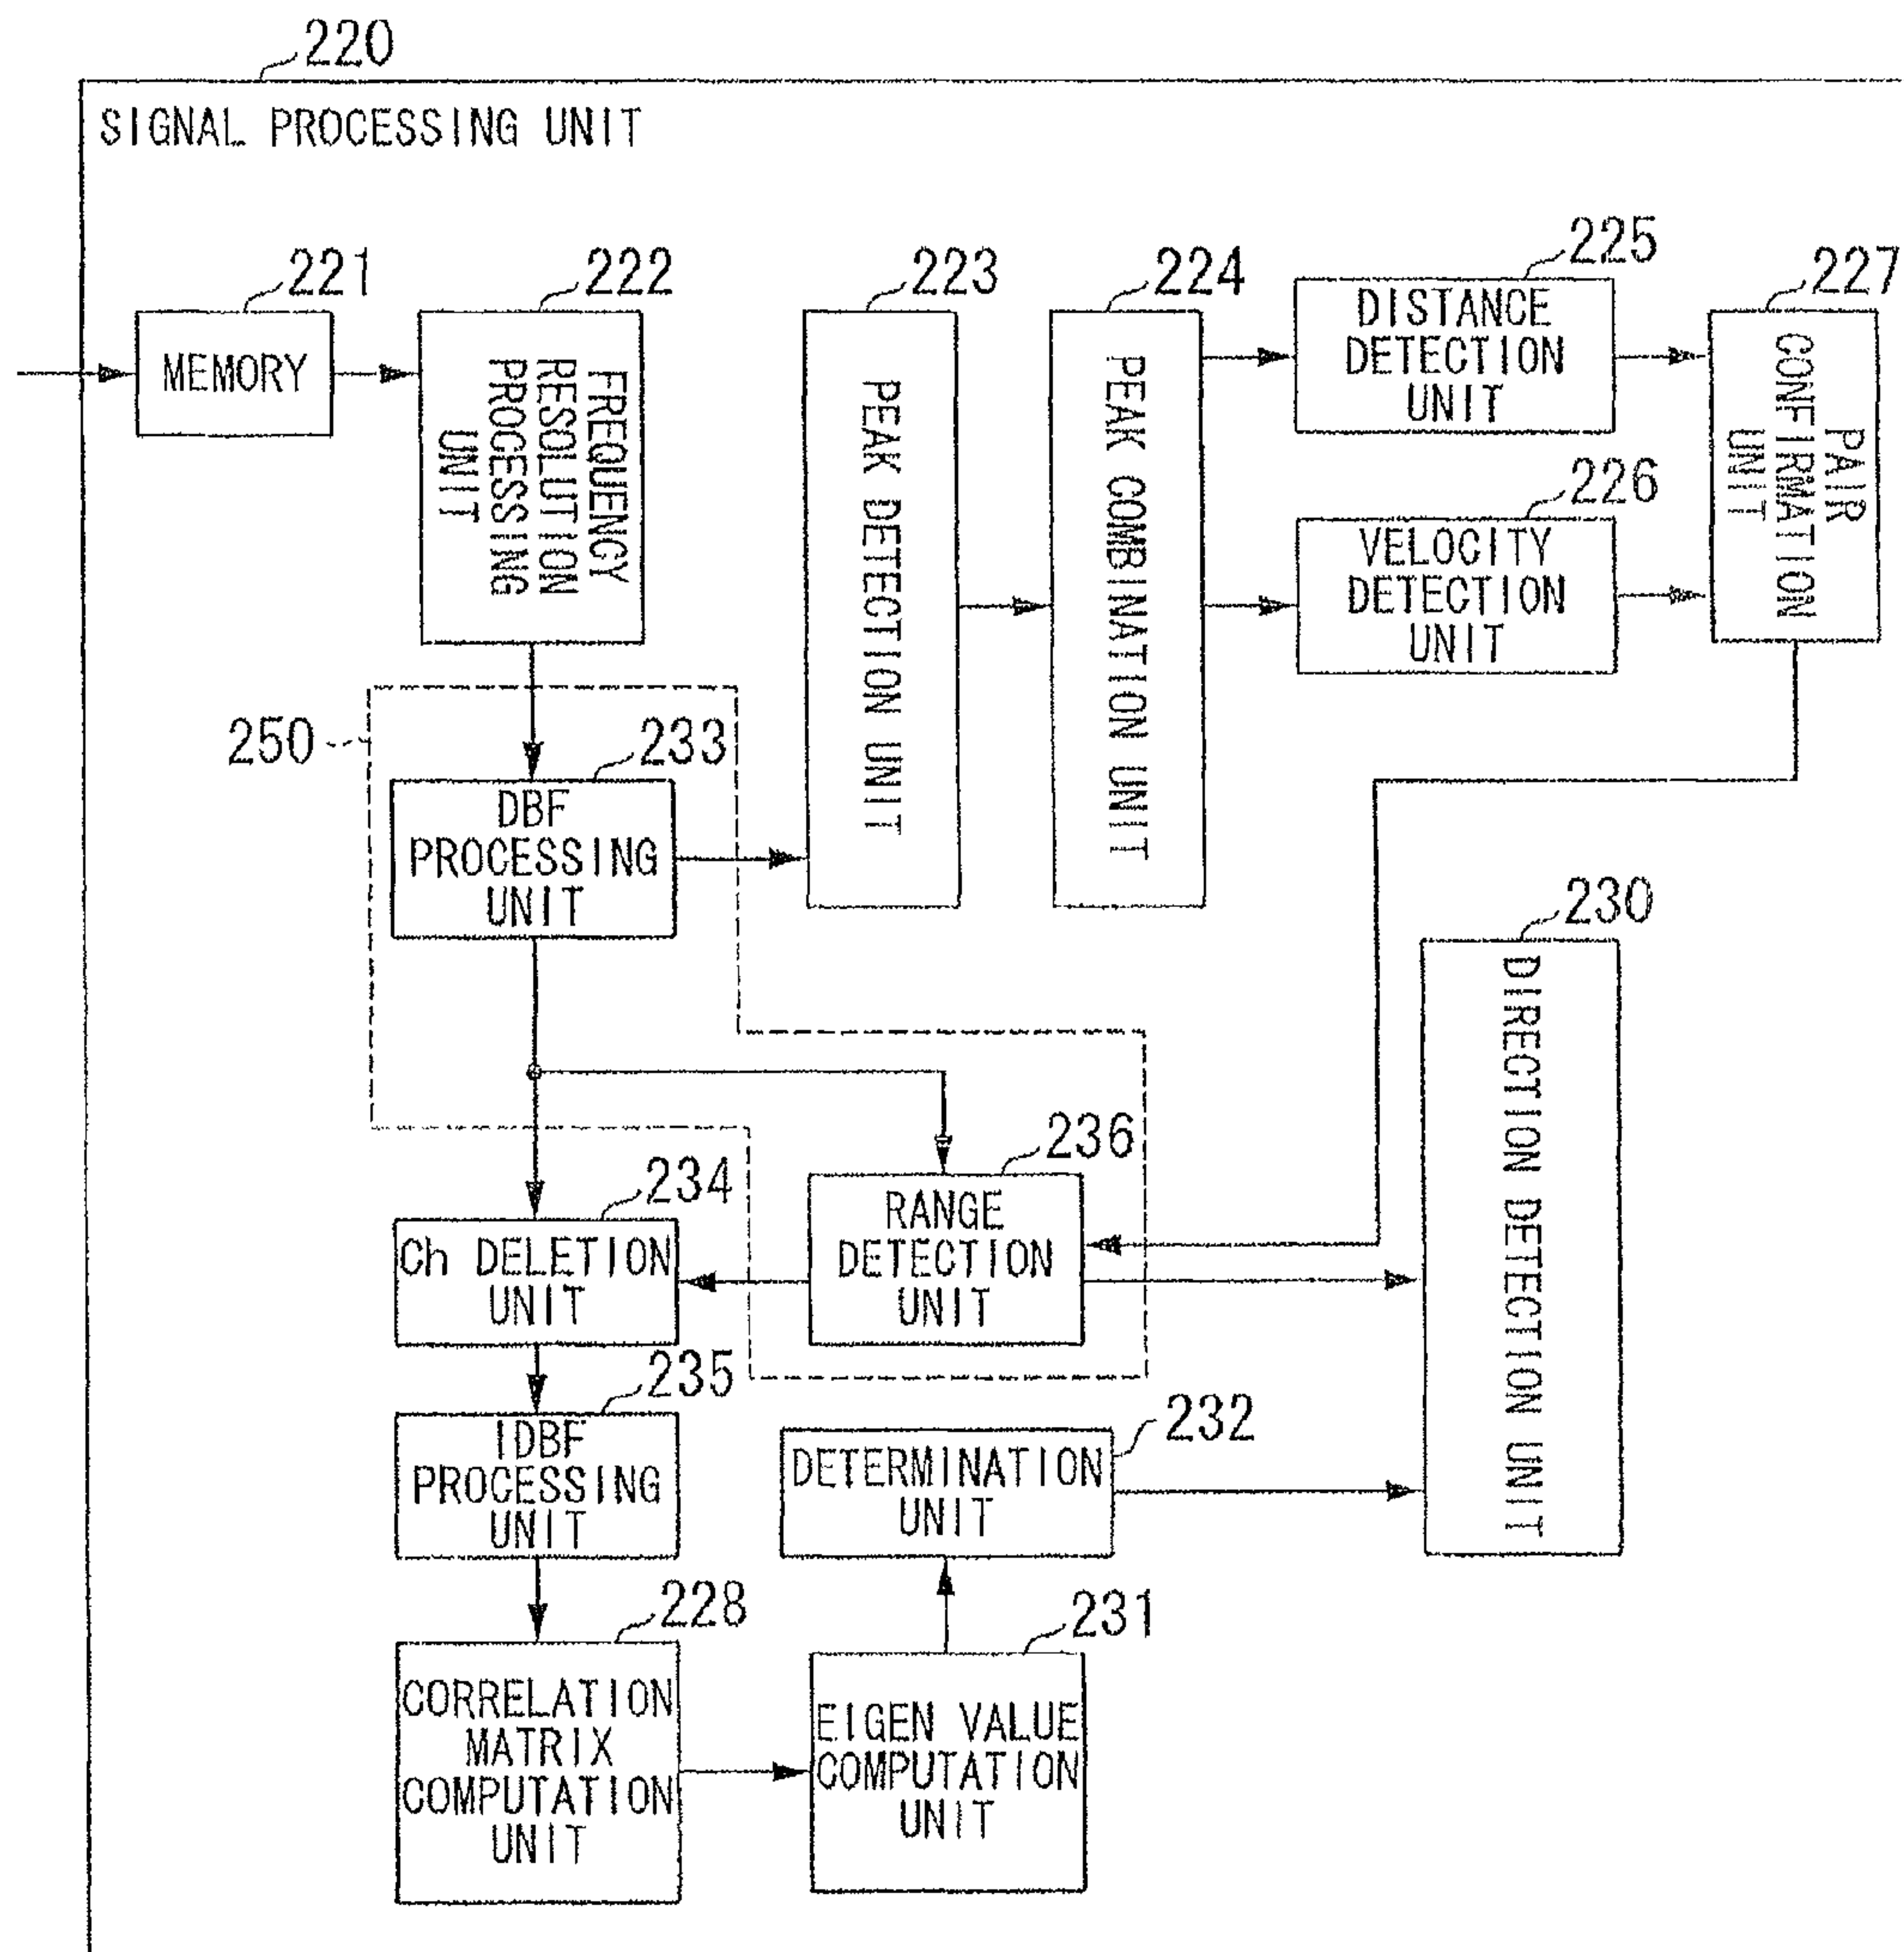 220
SIGNAL PROCESSING UNIT
221
MEMORY
222
FREQUENCY
RESOLUTION
PROCESSING
UNIT
223
PEAK DETECTION UNIT
224
PEAK COMBINATION UNIT
225
DISTANCE
DETECTION
UNIT
226
VELOCITY
DETECTION
UNIT
227
PAIR
CONFIRMATION
UNIT
250
233
DBF
PROCESSING
UNIT
230
DIRECTION DETECTION UNIT
236
RANGE
DETECTION
UNIT
234
Ch DELETION
UNIT
235
IDBF
PROCESSING
UNIT
232
DETERMINATION
UNIT
228
CORRELATION
MATRIX
COMPUTATION
UNIT
231
EIGEN VALUE
COMPUTATION
UNIT